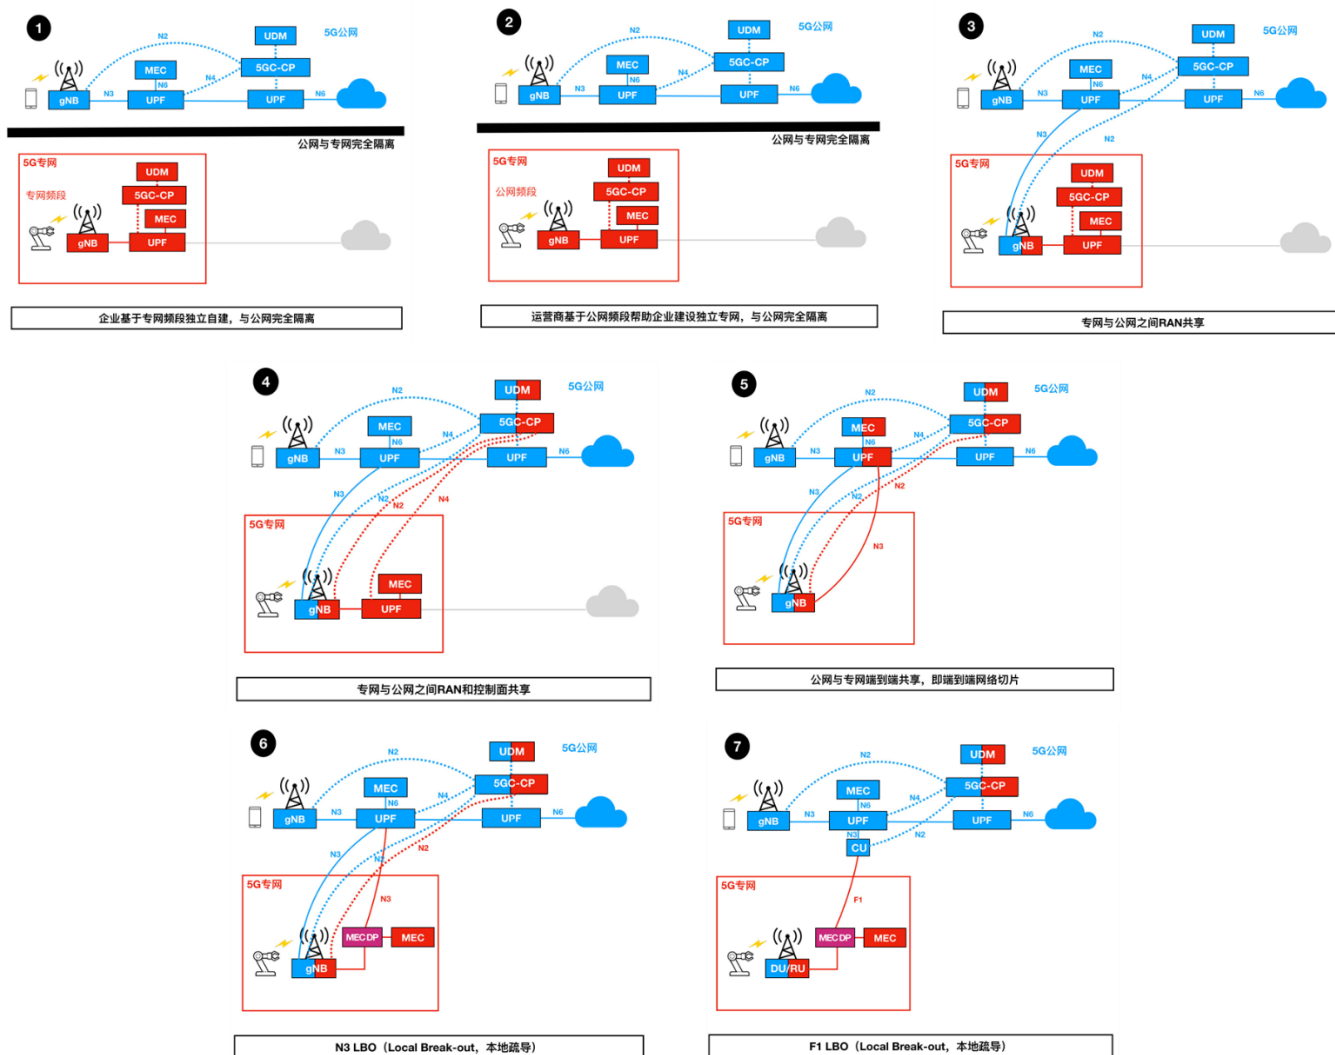 1
5G公网
UDM
N2
5GC-CP
MEC
N4
N6
gNB
N3
UPF
UPF
N6
公网与专网完全隔离
5G专网
专网频段
UDM
5GC-CP
MEC
gNB
UPF
企业基于专网频段独立自建，与公网完全隔离
2
5G公网
UDM
N2
5GC-CP
MEC
N4
N6
gNB
N3
UPF
UPF
N6
公网与专网完全隔离
5G专网
公网频段
UDM
5GC-CP
MEC
gNB
UPF
运营商基于公网频段帮助企业建设独立专网，与公网完全隔离
3
5G公网
UDM
N2
5GC-CP
MEC
N4
N6
gNB
N3
UPF
UPF
N6
N3
N2
5G专网
UDM
5GC-CP
MEC
gNB
UPF
专网与公网之间RAN共享
4
5G公网
UDM
N2
5GC-CP
MEC
N4
N6
gNB
N3
UPF
UPF
N6
N3
N2
N2
N4
5G专网
MEC
gNB
UPF
专网与公网之间RAN和控制面共享
5
5G公网
UDM
N2
5GC-CP
MEC
N4
N6
gNB
N3
UPF
UPF
N6
N3
N2
N2
5G专网
N3
gNB
公网与专网端到端共享，即端到端网络切片
6
5G公网
UDM
N2
5GC-CP
MEC
N4
N6
gNB
N3
UPF
UPF
N6
N3
N2
N2
5G专网
N3
MECDP
MEC
gNB
N3 LBO（Local Break-out，本地疏导）
7
5G公网
UDM
N2
5GC-CP
MEC
N4
N6
gNB
N3
UPF
UPF
N6
N3
N2
CU
5G专网
F1
MECDP
MEC
DU/RU
F1 LBO（Local Break-out，本地疏导）